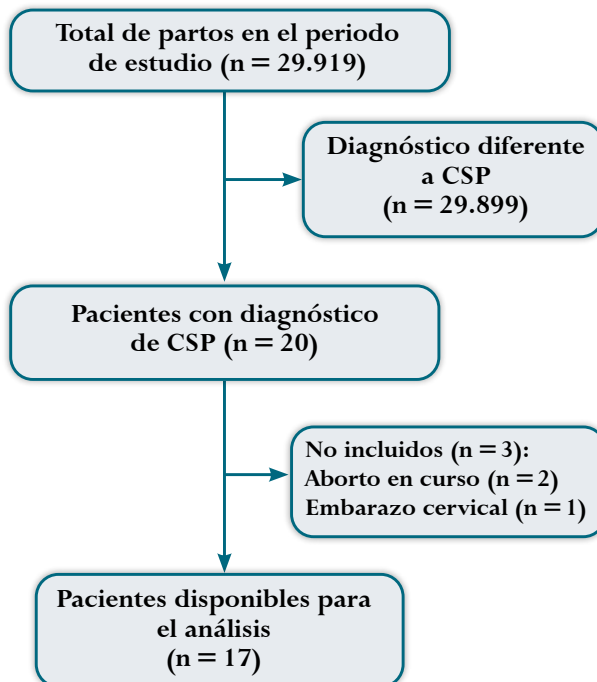 Total de partos en el periodo
de estudio (n = 29.919)
Diagnóstico diferente
a CSP
(n = 29.899)
Pacientes con diagnóstico
de CSP (n = 20)
No incluidos (n = 3):
Aborto en curso (n = 2)
Embarazo cervical (n = 1)
Pacientes disponibles para
el análisis
(n = 17)